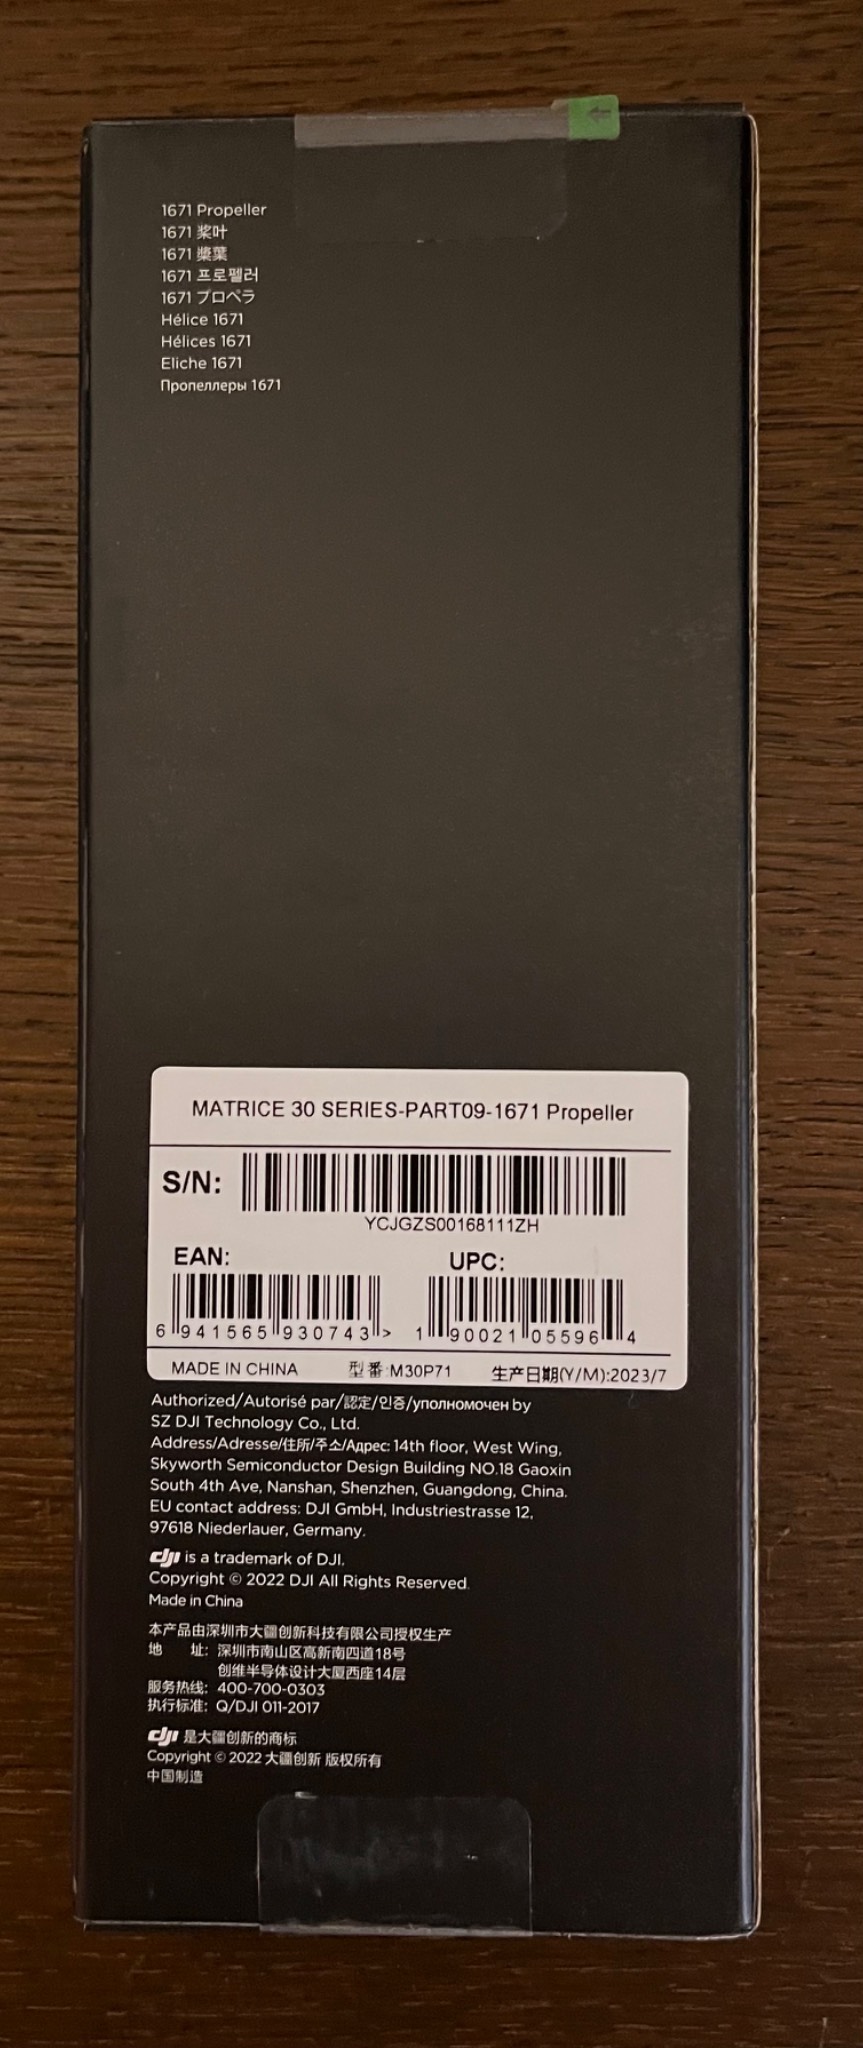 1671 Propeller
1671 桨叶
1671 槳葉
1671 프로펠러
1671 プロペラ
Hélice 1671
Hélices 1671
Eliche 1671
Пропеллеры 1671
MATRICE 30 SERIES-PART09-1671 Propeller
S/N:
YCJGZS00168111ZH
EAN: UPC:
6 941565 930743 > 1 90021 05596 4
MADE IN CHINA 型番:M30P71 生产日期(Y/M):2023/7
Authorized/Autorisé par/認定/인증/уполномочен by
SZ DJI Technology Co., Ltd.
Address/Adresse/住所/주소/Адрес: 14th floor, West Wing,
Skyworth Semiconductor Design Building NO.18 Gaoxin
South 4th Ave, Nanshan, Shenzhen, Guangdong, China.
EU contact address: DJI GmbH, Industriestrasse 12,
97618 Niederlauer, Germany.
dji is a trademark of DJI.
Copyright © 2022 DJI All Rights Reserved.
Made in China
本产品由深圳市大疆创新科技有限公司授权生产
地 址: 深圳市南山区高新南四道18号
创维半导体设计大厦西座14层
服务热线: 400-700-0303
执行标准: Q/DJI 011-2017
dji 是大疆创新的商标
Copyright © 2022 大疆创新 版权所有
中国制造